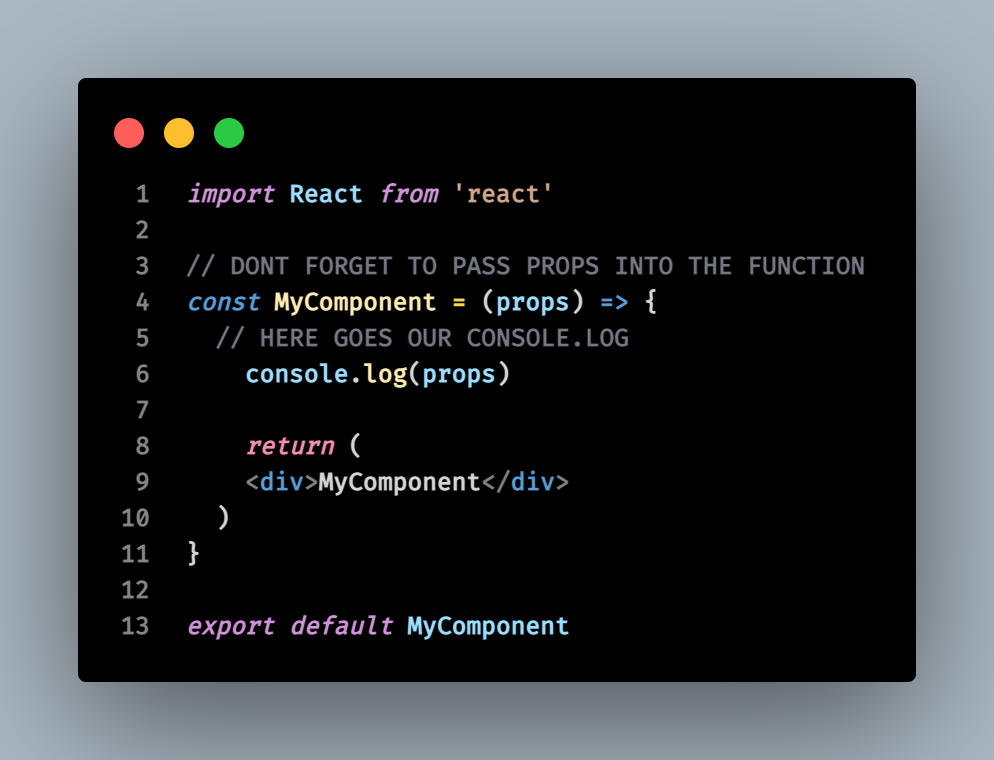 1 import React from 'react'
2
3 // DONT FORGET TO PASS PROPS INTO THE FUNCTION
4 const MyComponent = (props) => {
5   // HERE GOES OUR CONSOLE.LOG
6     console.log(props)
7
8     return (
9     <div>MyComponent</div>
10   )
11 }
12
13 export default MyComponent